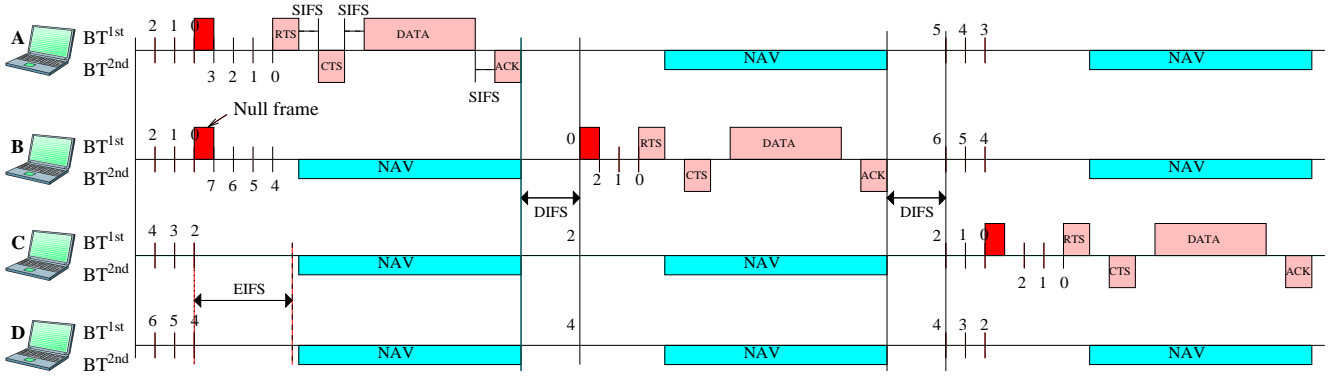 SIFS SIFS
A BT1st 2 1 0 RTS DATA 5 4 3
BT2nd 3 2 1 0 CTS ACK NAV NAV
SIFS
Null frame
B BT1st 2 1 0 0 RTS DATA 6 5 4
BT2nd 7 6 5 4 NAV 2 1 0 CTS ACK NAV
DIFS DIFS
C BT1st 4 3 2 2 2 1 0 RTS DATA
BT2nd NAV NAV 2 1 0 CTS ACK
EIFS
D BT1st 6 5 4 4 4 3 2
BT2nd NAV NAV NAV